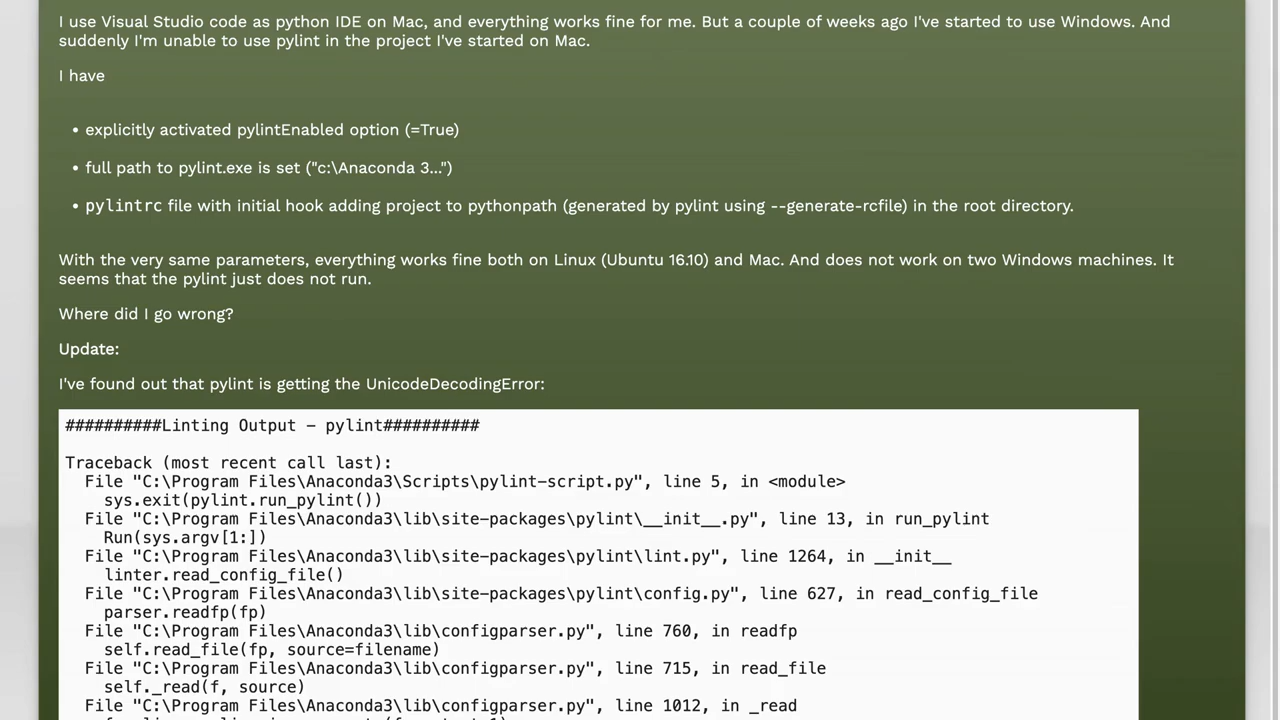 I use Visual Studio code as python IDE on Mac, and everything works fine for me. But a couple of weeks ago I've started to use Windows. And
suddenly I'm unable to use pylint in the project I've started on Mac.
I have
• explicitly activated pylintEnabled option (=True)
• full path to pylint.exe is set ("c:\Anaconda 3...")
• pylintrc file with initial hook adding project to pythonpath (generated by pylint using --generate-rcfile) in the root directory.
With the very same parameters, everything works fine both on Linux (Ubuntu 16.10) and Mac. And does not work on two Windows machines. It
seems that the pylint just does not run.
Where did I go wrong?
Update:
I've found out that pylint is getting the UnicodeDecodingError:
##########Linting Output - pylint##########
Traceback (most recent call last):
  File "C:\Program Files\Anaconda3\Scripts\pylint-script.py", line 5, in <module>
    sys.exit(pylint.run_pylint())
  File "C:\Program Files\Anaconda3\lib\site-packages\pylint\__init__.py", line 13, in run_pylint
    Run(sys.argv[1:])
  File "C:\Program Files\Anaconda3\lib\site-packages\pylint\lint.py", line 1264, in __init__
    linter.read_config_file()
  File "C:\Program Files\Anaconda3\lib\site-packages\pylint\config.py", line 627, in read_config_file
    parser.readfp(fp)
  File "C:\Program Files\Anaconda3\lib\configparser.py", line 760, in readfp
    self.read_file(fp, source=filename)
  File "C:\Program Files\Anaconda3\lib\configparser.py", line 715, in read_file
    self._read(f, source)
  File "C:\Program Files\Anaconda3\lib\configparser.py", line 1012, in _read